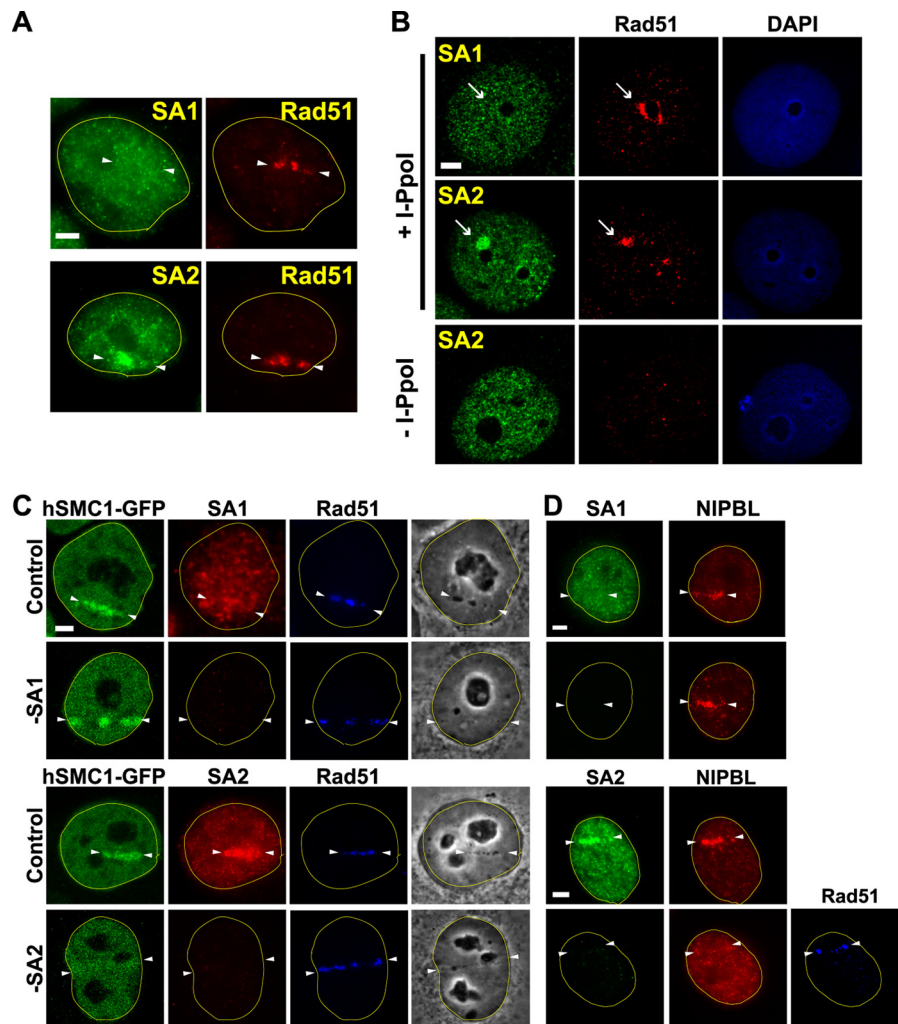 A
SA1 Rad51
SA2 Rad51
B
Rad51 DAPI
+ I-PpoI
SA1
SA2
- I-PpoI
SA2
C
hSMC1-GFP SA1 Rad51
Control
-SA1
hSMC1-GFP SA2 Rad51
Control
-SA2
D
SA1 NIPBL
SA2 NIPBL
Rad51